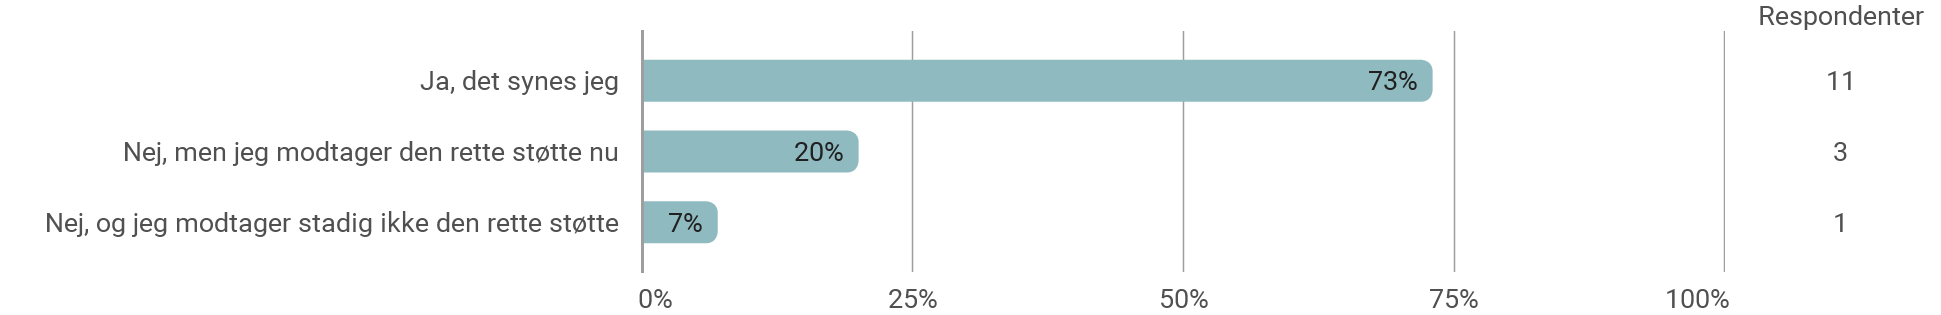 Respondenter
Ja, det synes jeg 73% 11
Nej, men jeg modtager den rette støtte nu 20% 3
Nej, og jeg modtager stadig ikke den rette støtte 7% 1
0% 25% 50% 75% 100%